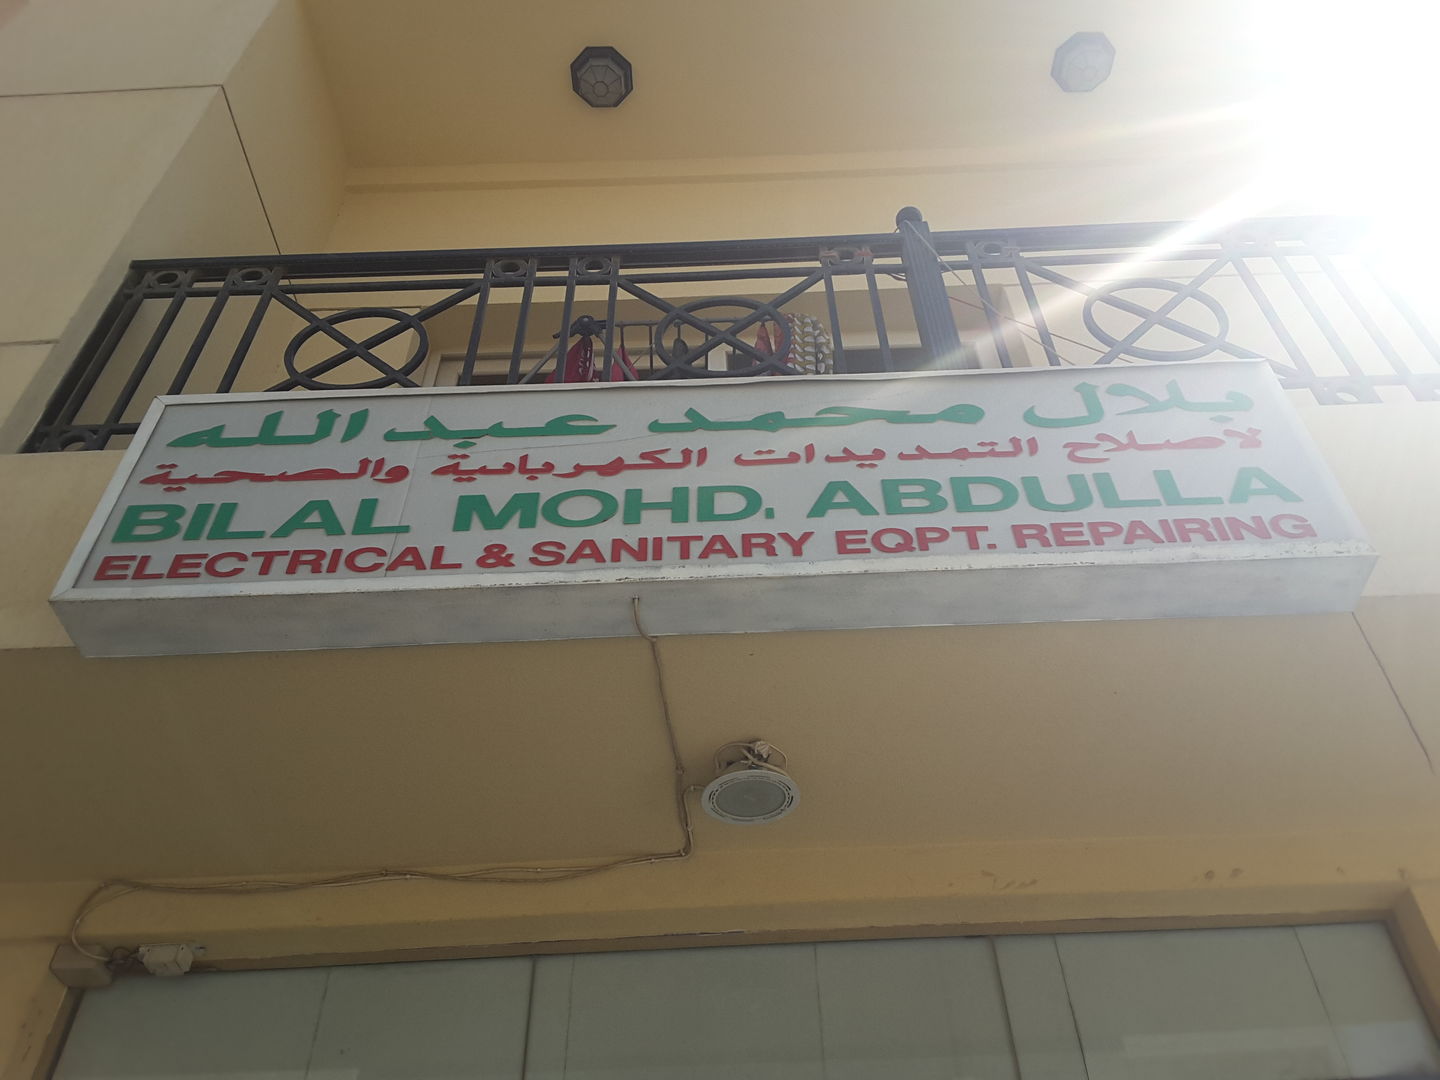 بلال محمد عبد الله
لاصلاح التمديدات الكهربائية والصحية
BILAL MOHD. ABDULLA
ELECTRICAL & SANITARY EQPT. REPAIRING